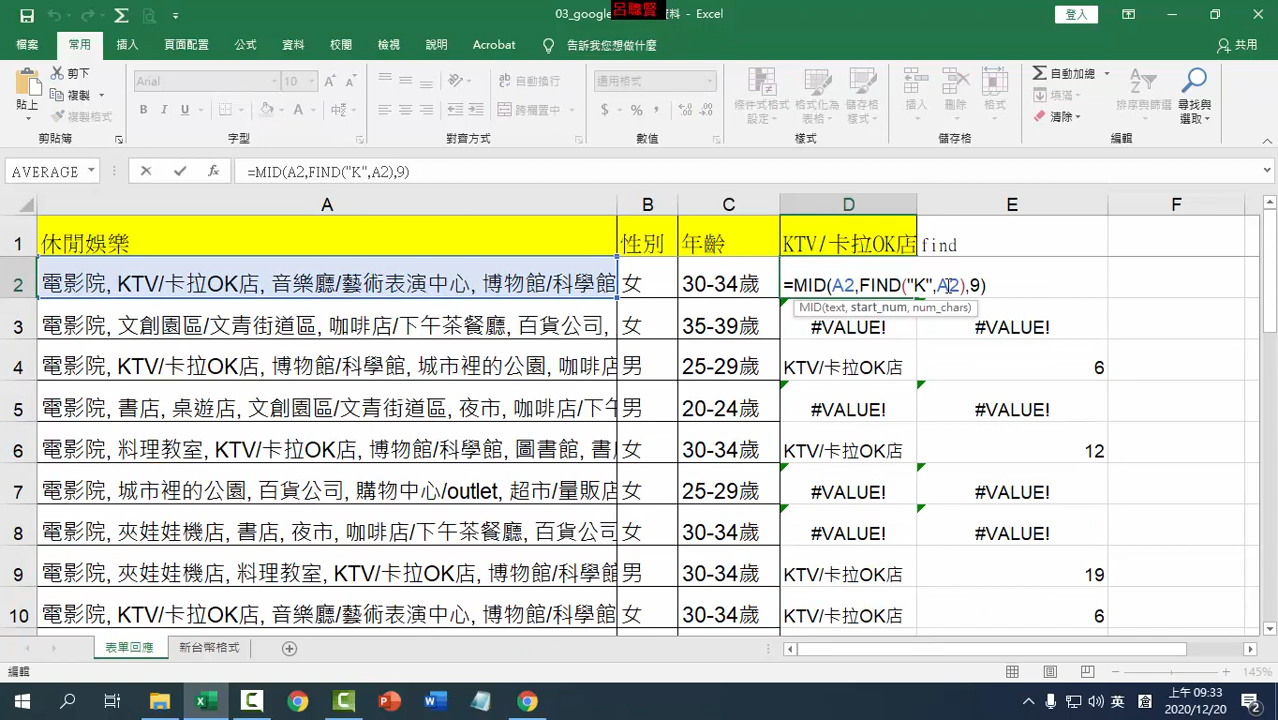 03_google 料 - Excel
呂聰賢
登入
檔案 常用 插入 頁面配置 公式 資料 校閱 檢視 說明 Acrobat 告訴我您想做什麼 共用
貼上 剪下 複製 複製格式
Arial 10
B I U 中
自動換行 跨欄置中
通用格式
$ % ,
條件式格式設定 格式化為表格 儲存格樣式
插入 刪除 格式
自動加總 填滿 清除
排序與篩選 尋找與選取
剪貼簿 字型 對齊方式 數值 樣式 儲存格 編輯
AVERAGE =MID(A2,FIND("K",A2),9)
A B C D E F
1 休閒娛樂 性別 年齡 KTV/卡拉OK店 find
2 電影院, KTV/卡拉OK店, 音樂廳/藝術表演中心, 博物館/科學館 女 30-34歲 =MID(A2,FIND("K",A2),9)
MID(text, start_num, num_chars)
3 電影院, 文創園區/文青街道區, 咖啡店/下午茶餐廳, 百貨公司, 女 35-39歲 #VALUE! #VALUE!
4 電影院, KTV/卡拉OK店, 博物館/科學館, 城市裡的公園, 咖啡店 男 25-29歲 KTV/卡拉OK店 6
5 電影院, 書店, 桌遊店, 文創園區/文青街道區, 夜市, 咖啡店/下午 男 20-24歲 #VALUE! #VALUE!
6 電影院, 料理教室, KTV/卡拉OK店, 博物館/科學館, 圖書館, 書 女 30-34歲 KTV/卡拉OK店 12
7 電影院, 城市裡的公園, 百貨公司, 購物中心/outlet, 超市/量販店 女 25-29歲 #VALUE! #VALUE!
8 電影院, 夾娃娃機店, 書店, 夜市, 咖啡店/下午茶餐廳, 百貨公司 女 30-34歲 #VALUE! #VALUE!
9 電影院, 夾娃娃機店, 料理教室, KTV/卡拉OK店, 博物館/科學館 男 30-34歲 KTV/卡拉OK店 19
10 電影院, KTV/卡拉OK店, 音樂廳/藝術表演中心, 博物館/科學館 女 30-34歲 KTV/卡拉OK店 6
表單回應 新台幣格式
編輯 145%
英 倉 上午 09:33
2020/12/20 2